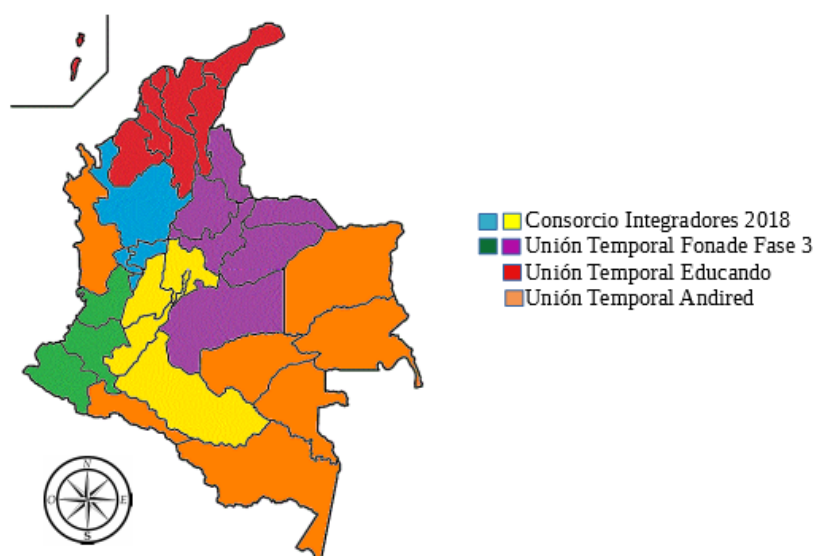 Consorcio Integradores 2018
Unión Temporal Fonade Fase 3
Unión Temporal Educando
Unión Temporal Andired
N
O E
S